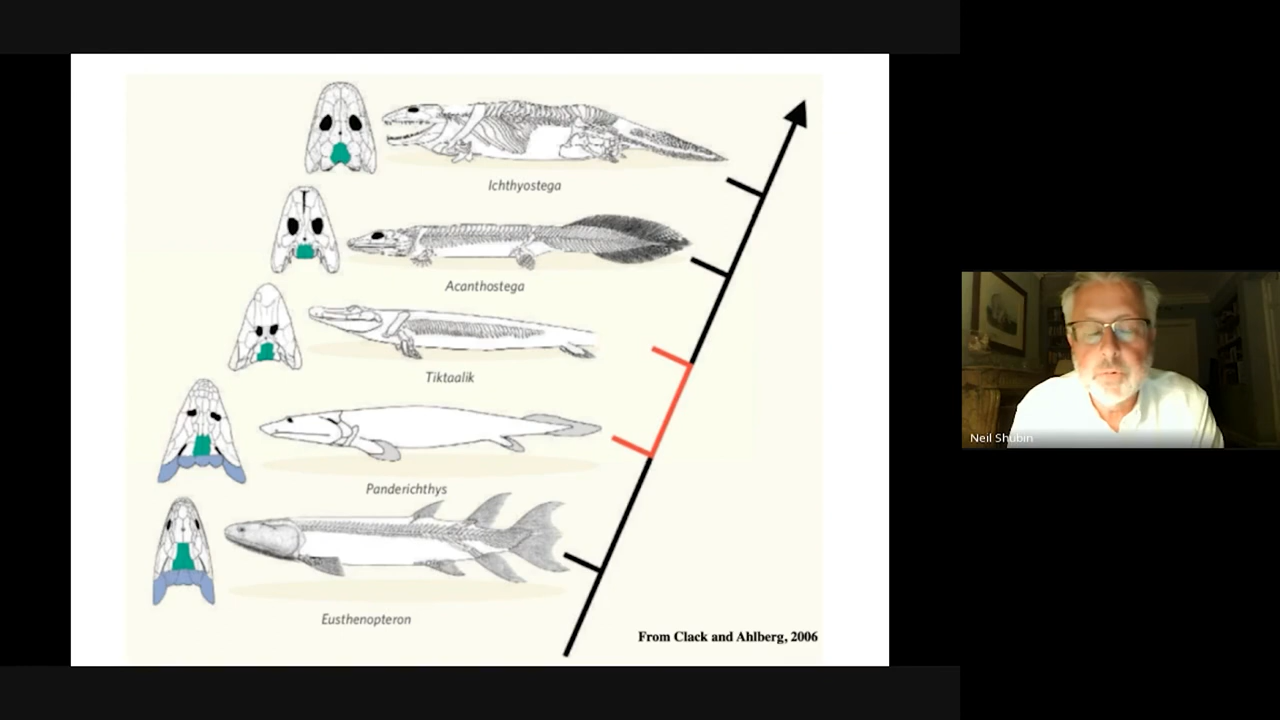 Ichthyostega
Acanthostega
Tiktaalik
Panderichthys
Eusthenopteron
From Clack and Ahlberg, 2006
Neil Shubin